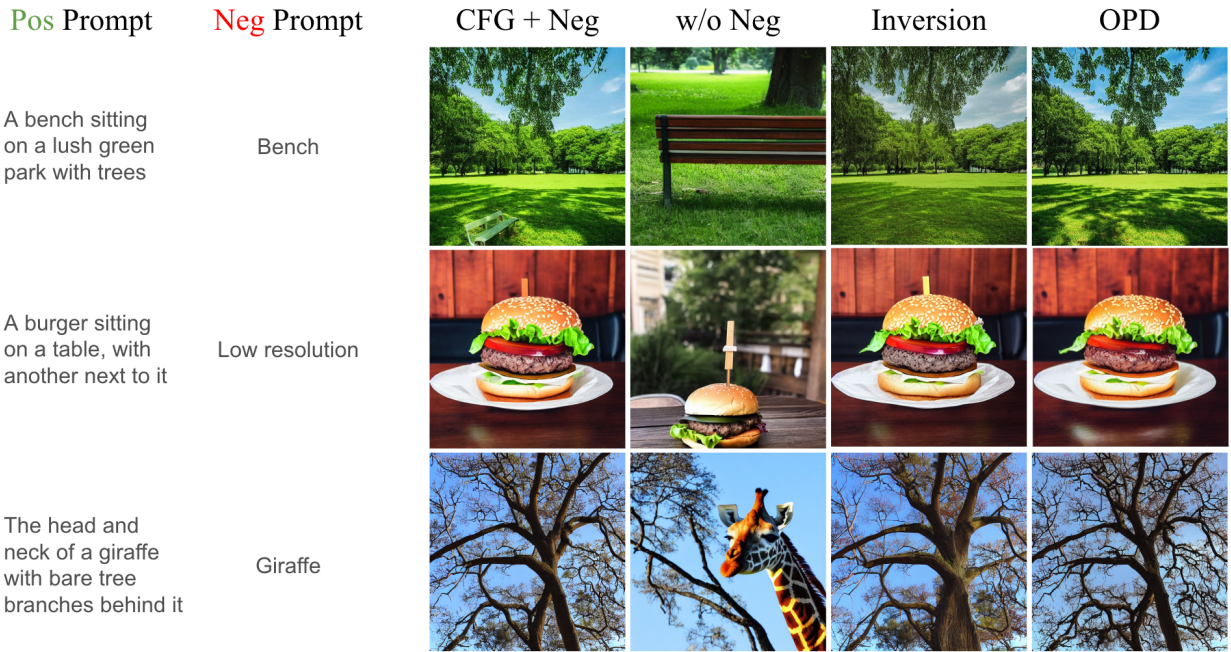 Pos Prompt Neg Prompt CFG + Neg w/o Neg Inversion OPD
A bench sitting
on a lush green
park with trees
Bench
A burger sitting
on a table, with
another next to it
Low resolution
The head and
neck of a giraffe
with bare tree
branches behind it
Giraffe